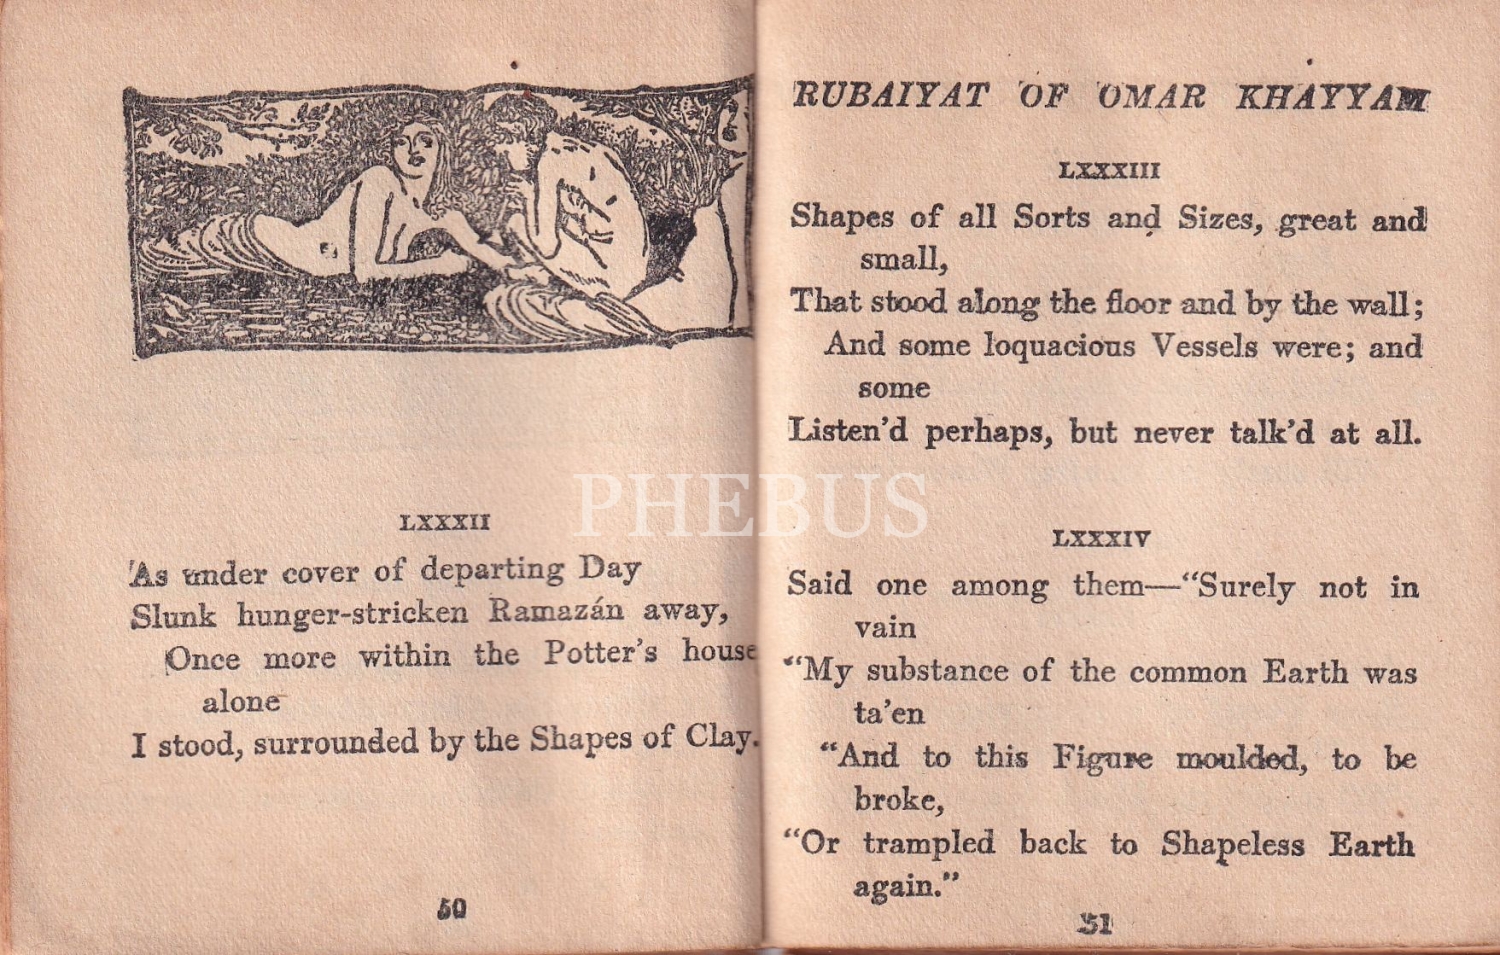 LXXXII
As under cover of departing Day
Slunk hunger-stricken Ramazán away,
Once more within the Potter's house
alone
I stood, surrounded by the Shapes of Clay.
50
RUBAIYAT OF OMAR KHAYYAM
LXXXIII
Shapes of all Sorts and Sizes, great and
small,
That stood along the floor and by the wall;
And some loquacious Vessels were; and
some
Listen'd perhaps, but never talk'd at all.
LXXXIV
Said one among them—“Surely not in
vain
“My substance of the common Earth was
ta'en
“And to this Figure moulded, to be
broke,
“Or trampled back to Shapeless Earth
again.”
51
PHEBUS